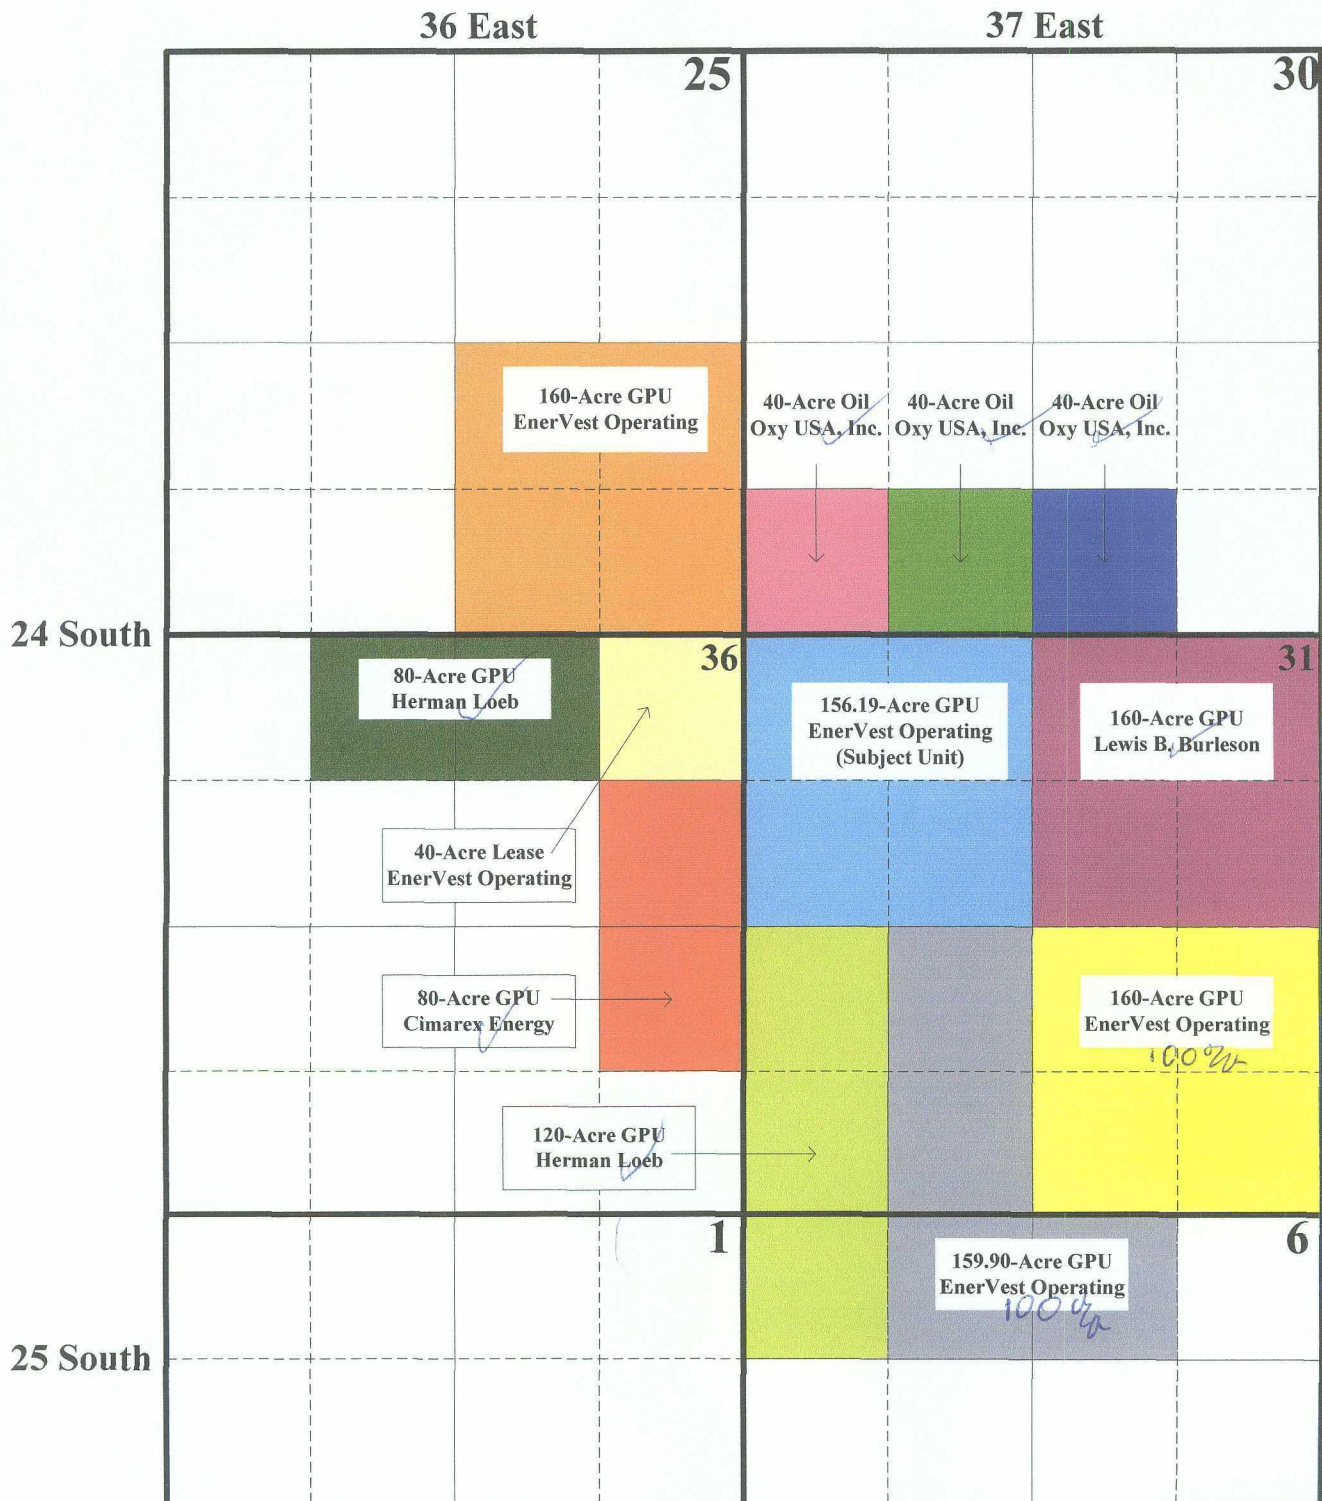 36 East
37 East
25
30
160-Acre GPU
EnerVest Operating
40-Acre Oil
Oxy USA, Inc.
40-Acre Oil
Oxy USA, Inc.
40-Acre Oil
Oxy USA, Inc.
24 South
36
31
80-Acre GPU
Herman Loeb
156.19-Acre GPU
EnerVest Operating
(Subject Unit)
160-Acre GPU
Lewis B. Burleson
40-Acre Lease
EnerVest Operating
80-Acre GPU
Cimarex Energy
160-Acre GPU
EnerVest Operating
100%
120-Acre GPU
Herman Loeb
1
6
159.90-Acre GPU
EnerVest Operating
100%
25 South